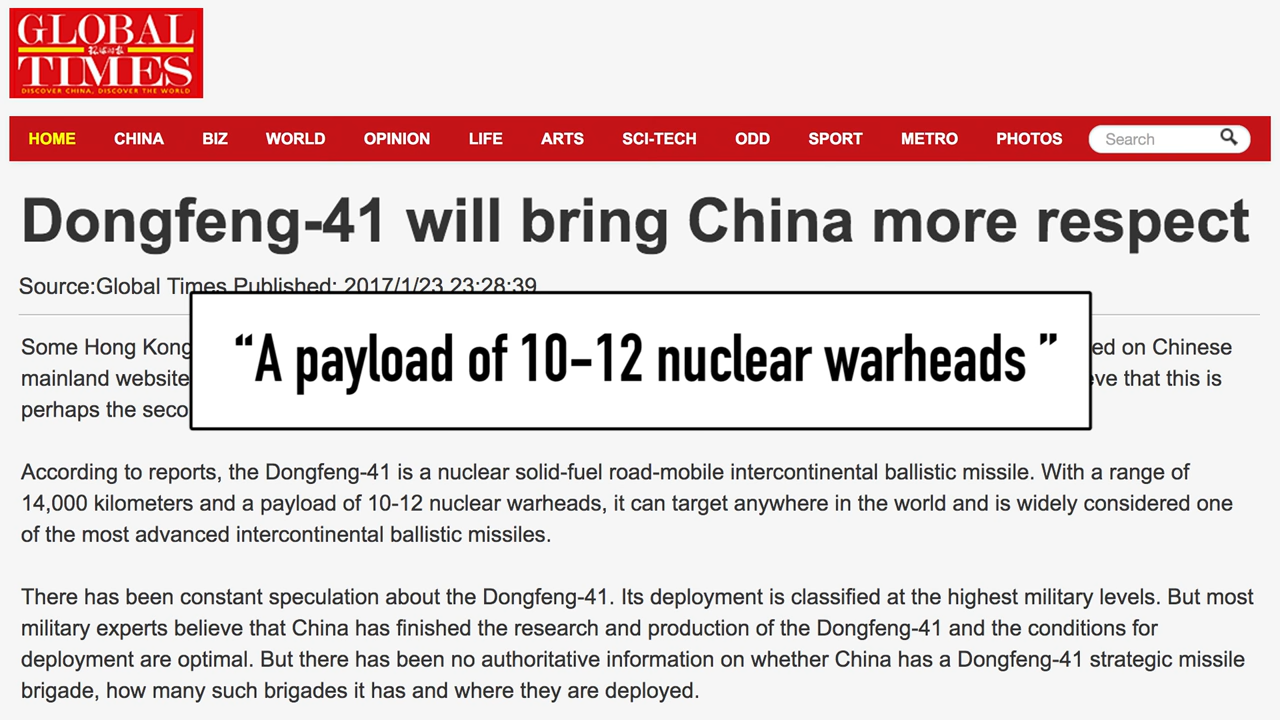 GLOBAL
环球时报
TIMES
DISCOVER CHINA, DISCOVER THE WORLD
HOME CHINA BIZ WORLD OPINION LIFE ARTS SCI-TECH ODD SPORT METRO PHOTOS Search
Dongfeng-41 will bring China more respect
Source:Global Times Published: 2017/1/23 23:28:39
Some Hong Kong ed on Chinese
“A payload of 10-12 nuclear warheads ”
mainland website eve that this is
perhaps the seco
According to reports, the Dongfeng-41 is a nuclear solid-fuel road-mobile intercontinental ballistic missile. With a range of
14,000 kilometers and a payload of 10-12 nuclear warheads, it can target anywhere in the world and is widely considered one
of the most advanced intercontinental ballistic missiles.
There has been constant speculation about the Dongfeng-41. Its deployment is classified at the highest military levels. But most
military experts believe that China has finished the research and production of the Dongfeng-41 and the conditions for
deployment are optimal. But there has been no authoritative information on whether China has a Dongfeng-41 strategic missile
brigade, how many such brigades it has and where they are deployed.